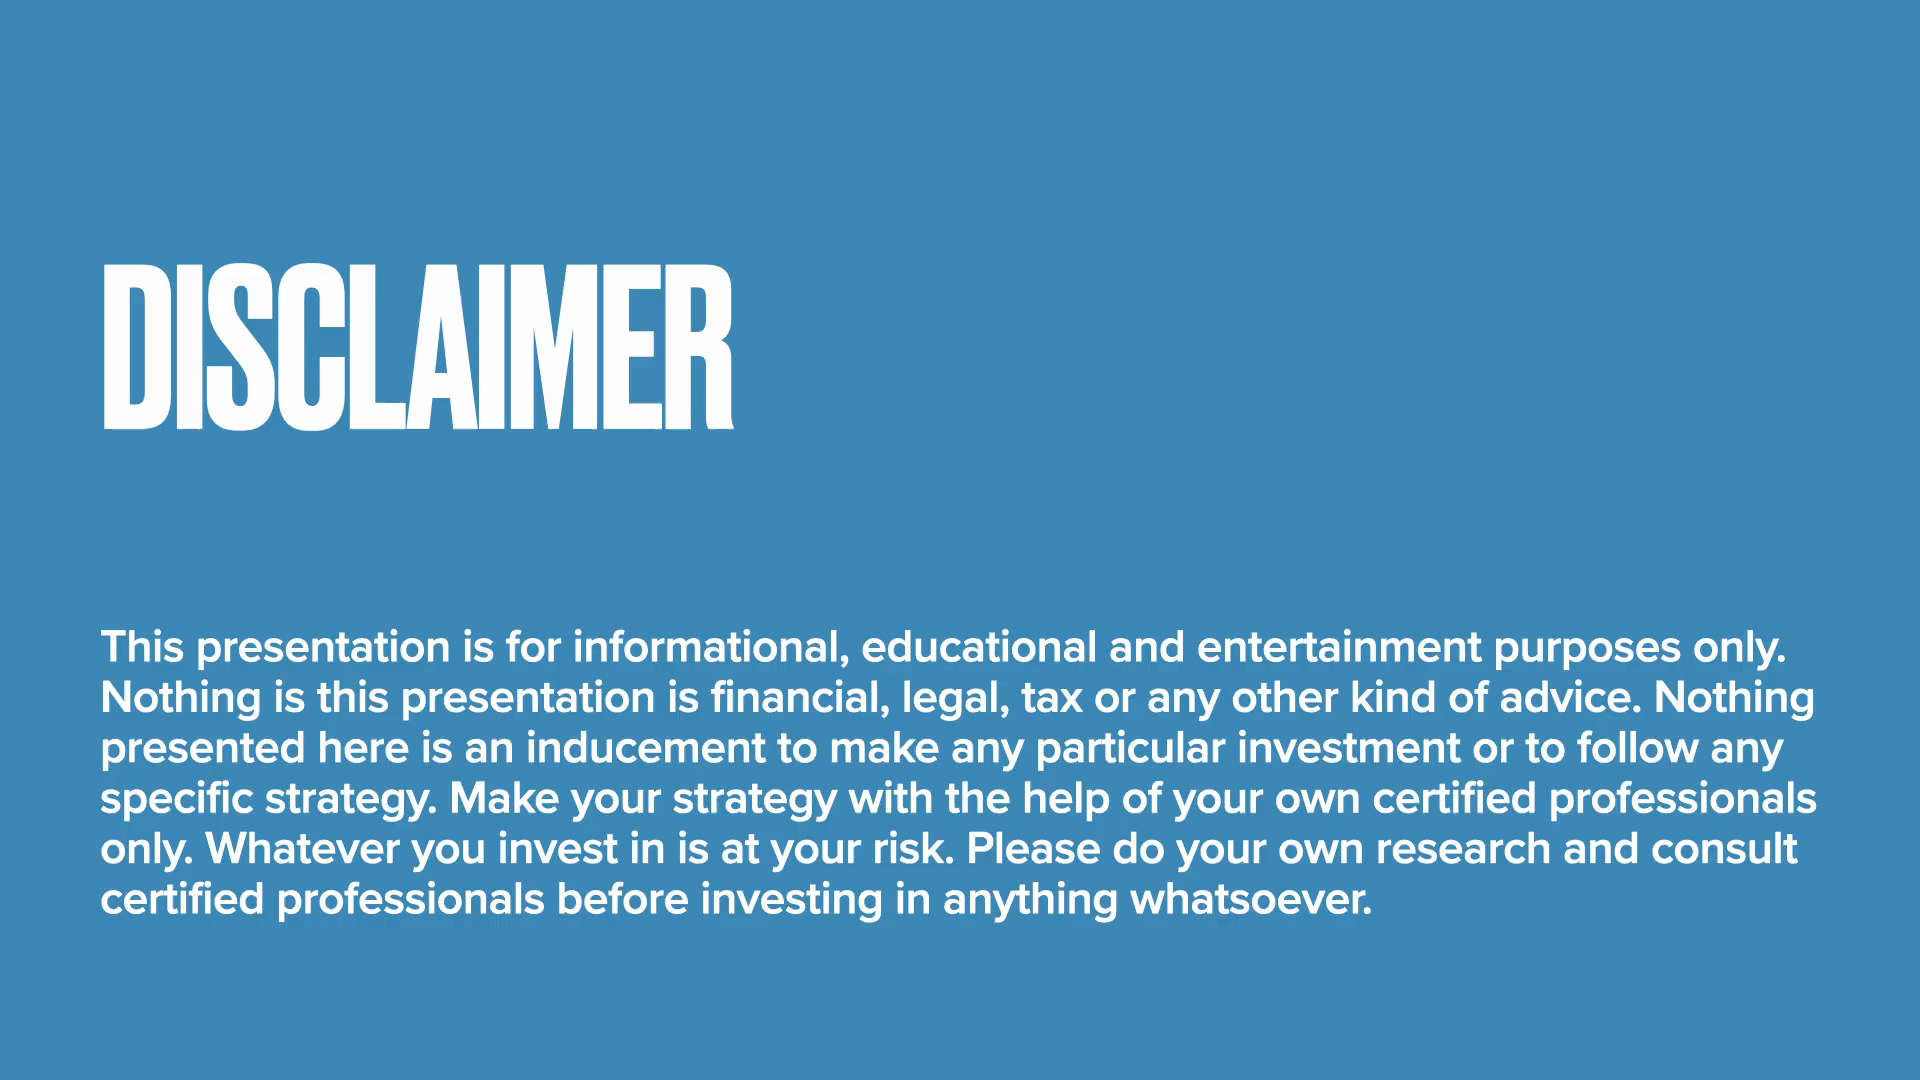 DISCLAIMER
This presentation is for informational, educational and entertainment purposes only.
Nothing is this presentation is financial, legal, tax or any other kind of advice. Nothing
presented here is an inducement to make any particular investment or to follow any
specific strategy. Make your strategy with the help of your own certified professionals
only. Whatever you invest in is at your risk. Please do your own research and consult
certified professionals before investing in anything whatsoever.